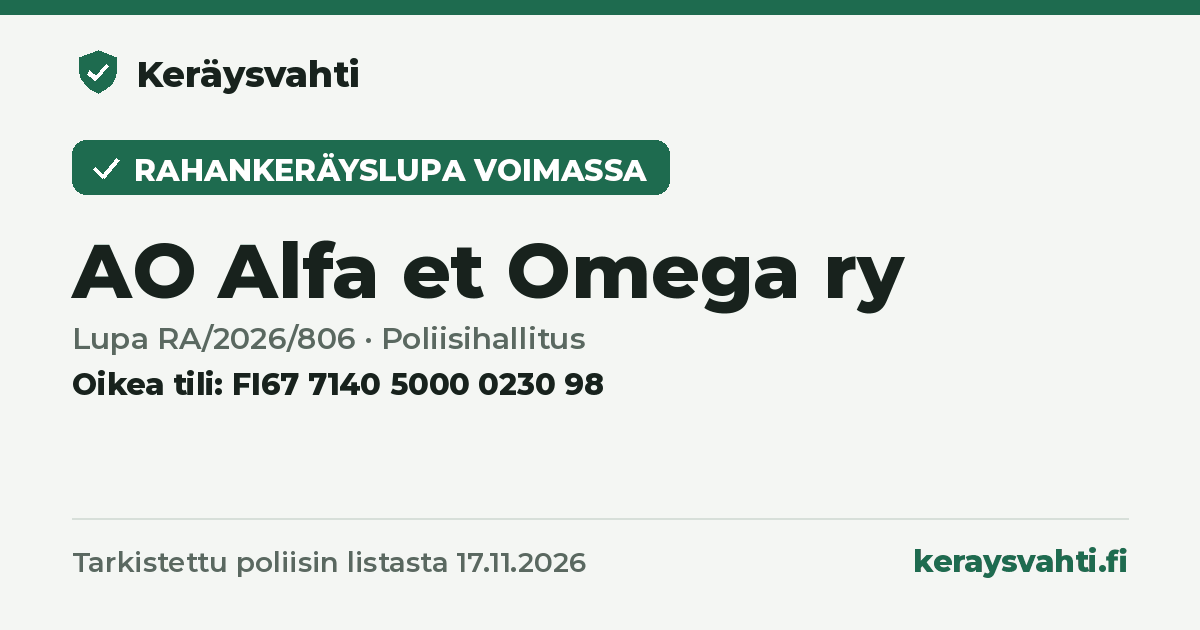 Keräysvahti
RAHANKERÄYSLUPA VOIMASSA
AO Alfa et Omega ry
Lupa RA/2026/806 · Poliisihallitus
Oikea tili: FI67 7140 5000 0230 98
Tarkistettu poliisin listasta 17.11.2026
keraysvahti.fi